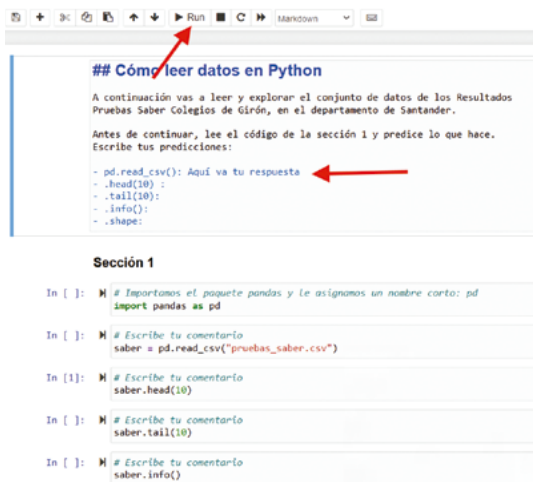 Run Markdown
## Cómo leer datos en Python
A continuación vas a leer y explorar el conjunto de datos de los Resultados
Pruebas Saber Colegios de Girón, en el departamento de Santander.
Antes de continuar, lee el código de la sección 1 y predice lo que hace.
Escribe tus predicciones:
- pd.read_csv(): Aquí va tu respuesta
- .head(10) :
- .tail(10):
- .info():
- .shape:
Sección 1
In [ ]: # Importamos el paquete pandas y le asignamos un nombre corto: pd
import pandas as pd
In [ ]: # Escribe tu comentario
saber = pd.read_csv("pruebas_saber.csv")
In [1]: # Escribe tu comentario
saber.head(10)
In [ ]: # Escribe tu comentario
saber.tail(10)
In [ ]: # Escribe tu comentario
saber.info()